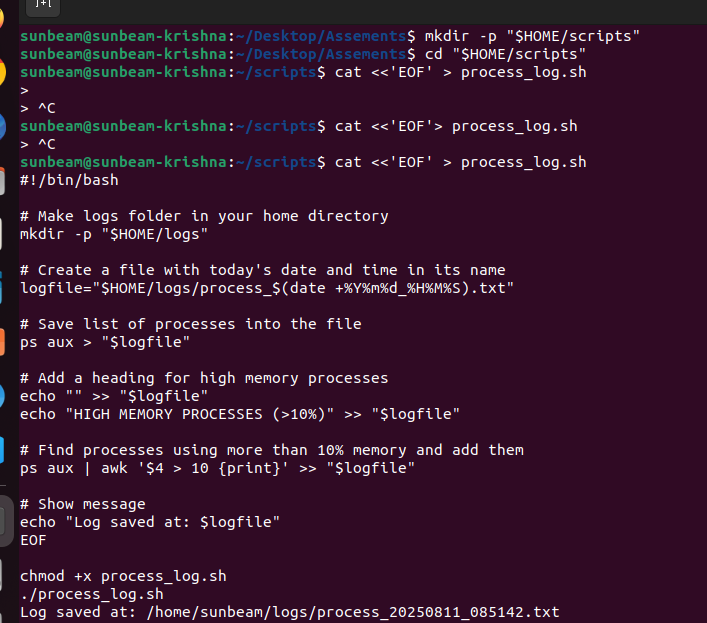 sunbeam@sunbeam-krishna:~/Desktop/Assements$ mkdir -p "$HOME/scripts"
sunbeam@sunbeam-krishna:~/Desktop/Assements$ cd "$HOME/scripts"
sunbeam@sunbeam-krishna:~/scripts$ cat <<'EOF' > process_log.sh
>
> ^C
sunbeam@sunbeam-krishna:~/scripts$ cat <<'EOF'> process_log.sh
> ^C
sunbeam@sunbeam-krishna:~/scripts$ cat <<'EOF' > process_log.sh
#!/bin/bash

# Make logs folder in your home directory
mkdir -p "$HOME/logs"

# Create a file with today's date and time in its name
logfile="$HOME/logs/process_$(date +%Y%m%d_%H%M%S).txt"

# Save list of processes into the file
ps aux > "$logfile"

# Add a heading for high memory processes
echo "" >> "$logfile"
echo "HIGH MEMORY PROCESSES (>10%)" >> "$logfile"

# Find processes using more than 10% memory and add them
ps aux | awk '$4 > 10 {print}' >> "$logfile"

# Show message
echo "Log saved at: $logfile"
EOF

chmod +x process_log.sh
./process_log.sh
Log saved at: /home/sunbeam/logs/process_20250811_085142.txt